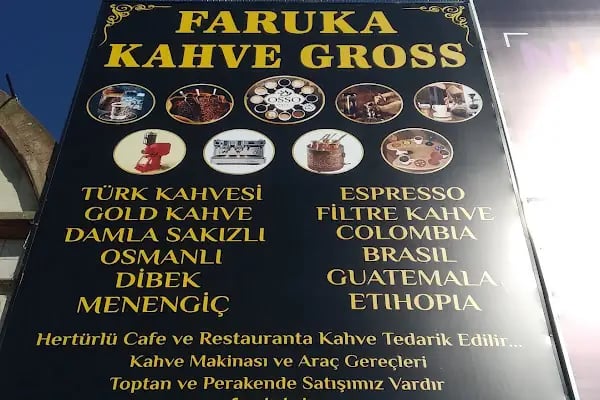 FARUKA
KAHVE GROSS
OSSO
TÜRK KAHVESİ
GOLD KAHVE
DAMLA SAKIZLI
OSMANLI
DİBEK
MENENGİÇ
ESPRESSO
FİLTRE KAHVE
COLOMBIA
BRASIL
GUATEMALA
ETIHOPIA
Hertürlü Cafe ve Restauranta Kahve Tedarik Edilir...
Kahve Makinası ve Araç Gereçleri
Toptan ve Perakende Satışımız Vardır